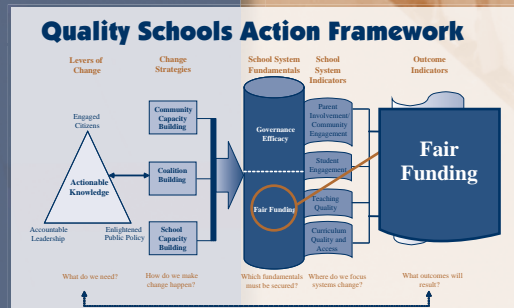 Quality Schools Action Framework
Levers of
Change
Change
Strategies
School System
Fundamentals
School
System
Indicators
Outcome
Indicators
Engaged
Citizens
Actionable
Knowledge
Accountable
Leadership
Enlightened
Public Policy
Community
Capacity
Building
Coalition
Building
School
Capacity
Building
Governance
Efficacy
Fair Funding
Parent
Involvement/
Community
Engagement
Student
Engagement
Teaching
Quality
Curriculum
Quality and
Access
Fair
Funding
What do we need?
How do we make
change happen?
Which fundamentals
must be secured?
Where do we focus
systems change?
What outcomes will
result?